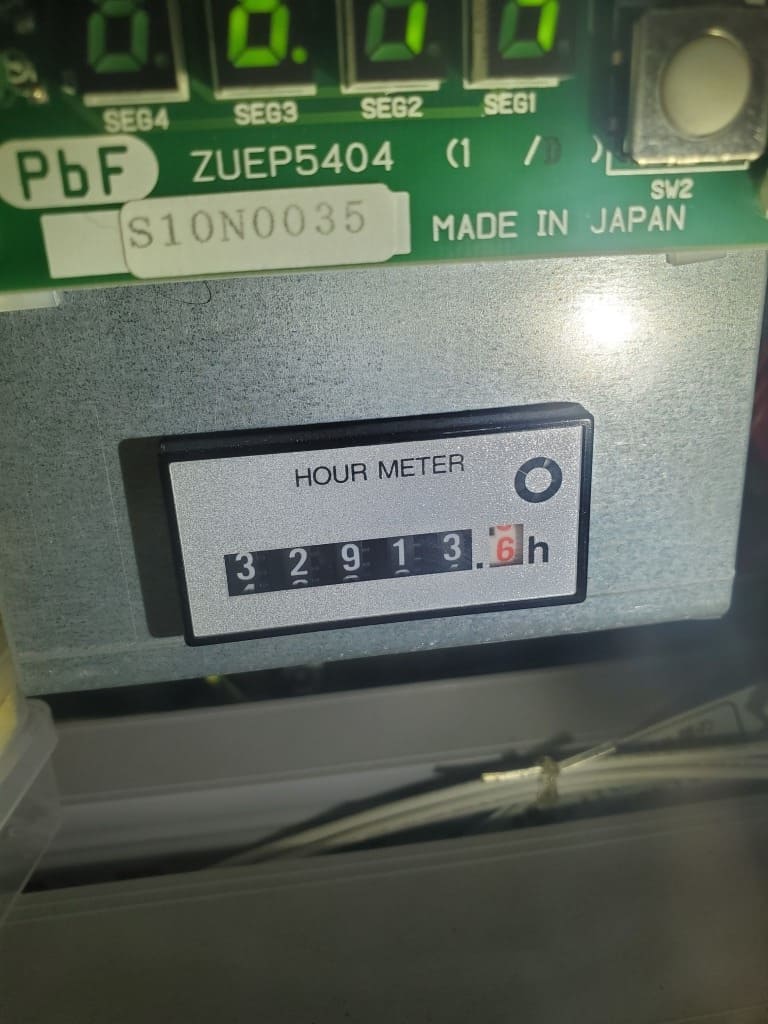 SEG4 SEG3 SEG2 SEG1
PbF ZUEP5404 (1 / )
SW2
S10N0035 MADE IN JAPAN
HOUR METER
32913.6h